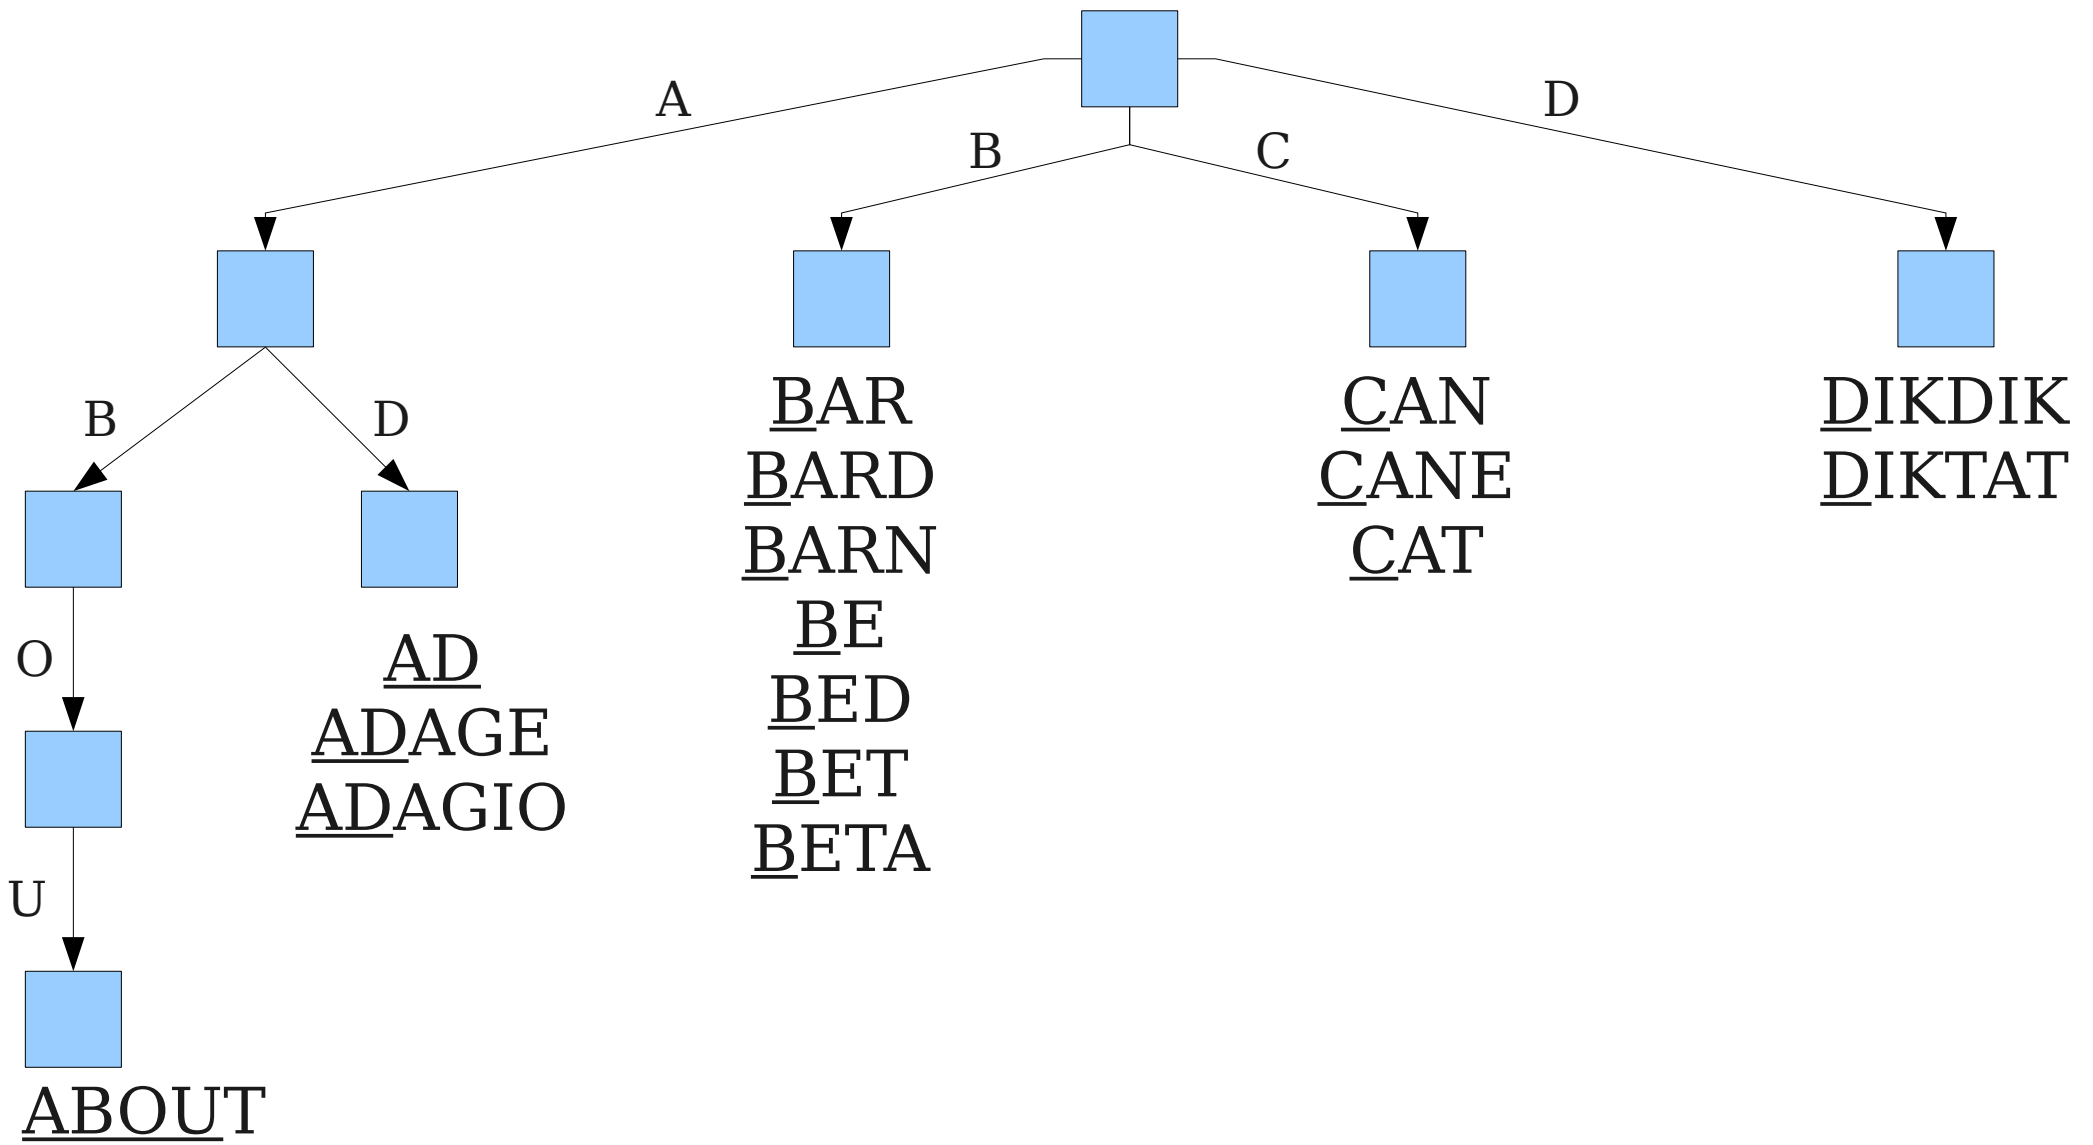 A
D
B
C
B
D
BAR
BARD
BARN
BE
BED
BET
BETA
CAN
CANE
CAT
DIKDIK
DIKTAT
O
AD
ADAGE
ADAGIO
U
ABOUT